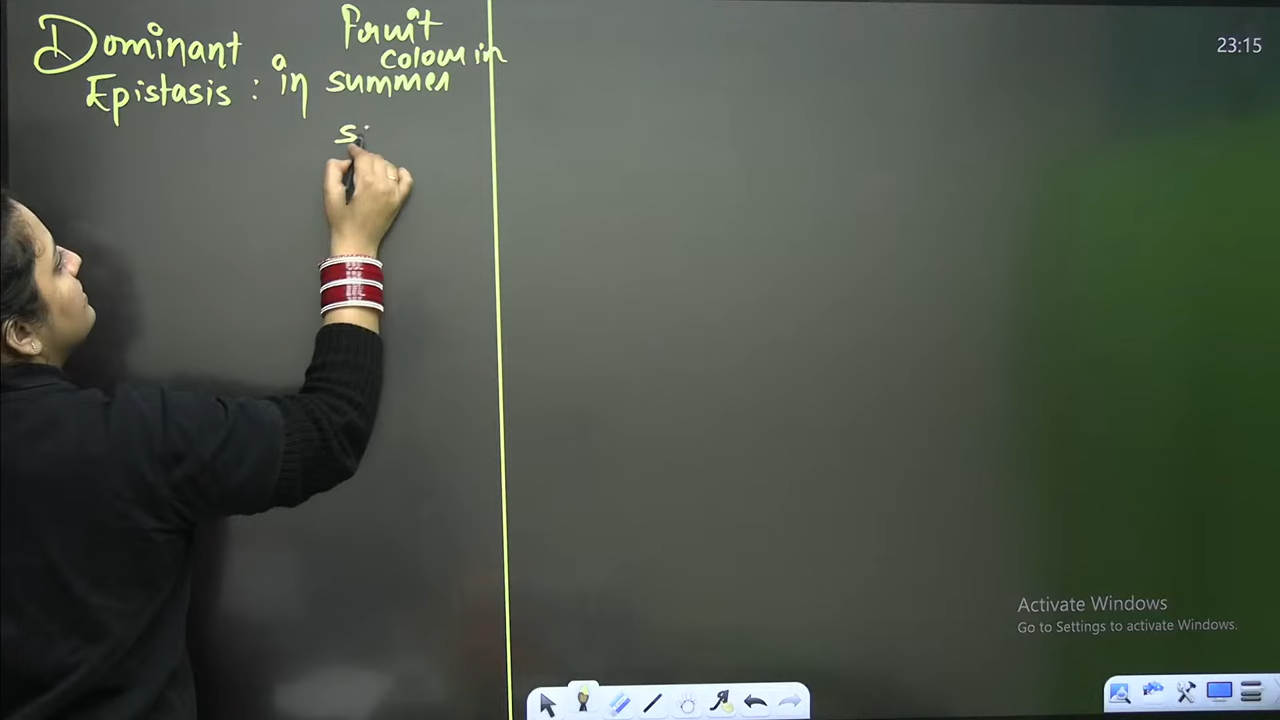 Dominant
Epistasis : in summer
Fruit
colour in
s
23:15
Activate Windows
Go to Settings to activate Windows.